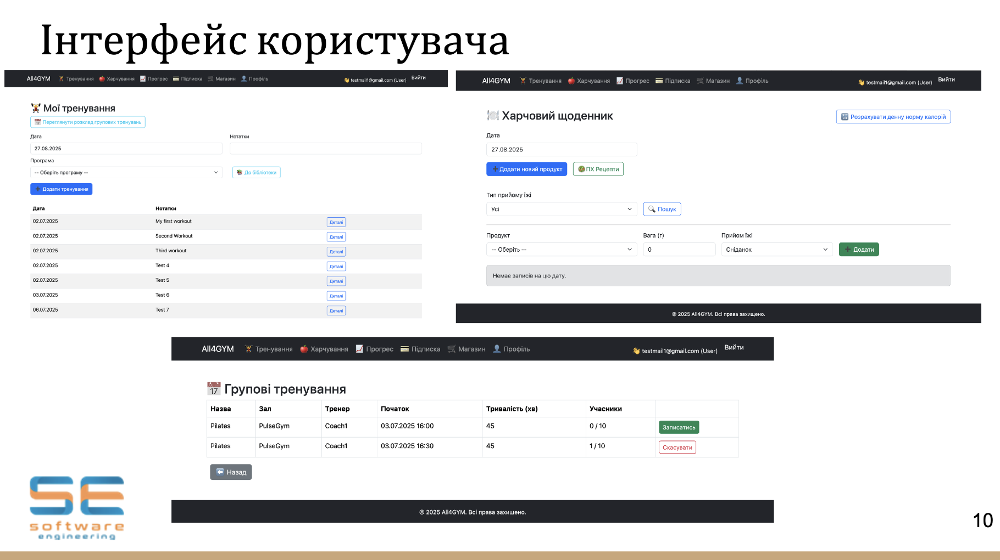 Інтерфейс користувача
All4GYM Тренування Харчування Прогрес Підписка Магазин Профіль testmail1@gmail.com (User) Вийти
Мої тренування
Переглянути розклад групових тренувань
Дата Нотатки
27.08.2025
Програма
-- Оберіть програму -- До бібліотеки
Додати тренування
Дата Нотатки
02.07.2025 My first workout Деталі
02.07.2025 Second Workout Деталі
02.07.2025 Third workout Деталі
02.07.2025 Test 4 Деталі
02.07.2025 Test 5 Деталі
03.07.2025 Test 6 Деталі
06.07.2025 Test 7 Деталі
All4GYM Тренування Харчування Прогрес Підписка Магазин Профіль testmail1@gmail.com (User) Вийти
Харчовий щоденник Розрахувати денну норму калорій
Дата
27.08.2025
Додати новий продукт ПХ Рецепти
Тип прийому їжі
Усі Пошук
Продукт Вага (г) Прийом їжі
-- Оберіть -- 0 Сніданок Додати
Немає записів на цю дату.
© 2025 All4GYM. Всі права захищено.
All4GYM Тренування Харчування Прогрес Підписка Магазин Профіль testmail1@gmail.com (User) Вийти
17 Групові тренування
Назва Зал Тренер Початок Тривалість (хв) Учасники
Pilates PulseGym Coach1 03.07.2025 16:00 45 0 / 10 Записатись
Pilates PulseGym Coach1 03.07.2025 16:30 45 1 / 10 Скасувати
Назад
© 2025 All4GYM. Всі права захищено.
SE
software
engineering
10